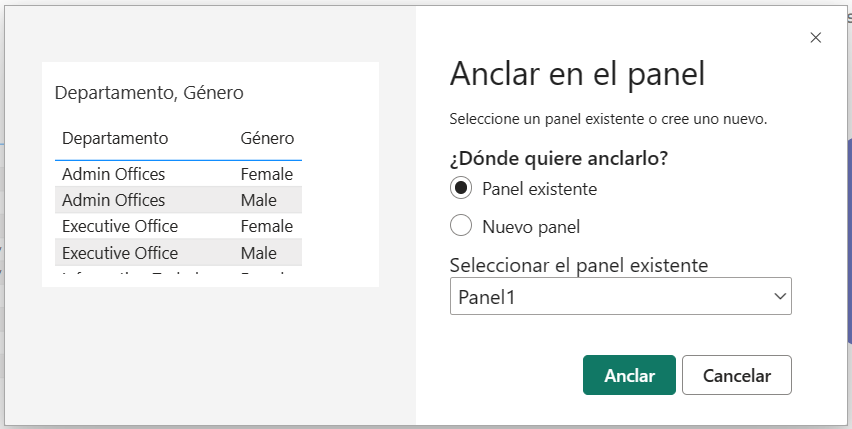 Departamento, Género
Departamento Género
Admin Offices Female
Admin Offices Male
Executive Office Female
Executive Office Male
Anclar en el panel
Seleccione un panel existente o cree uno nuevo.
¿Dónde quiere anclarlo?
Panel existente
Nuevo panel
Seleccionar el panel existente
Panel1
Anclar Cancelar